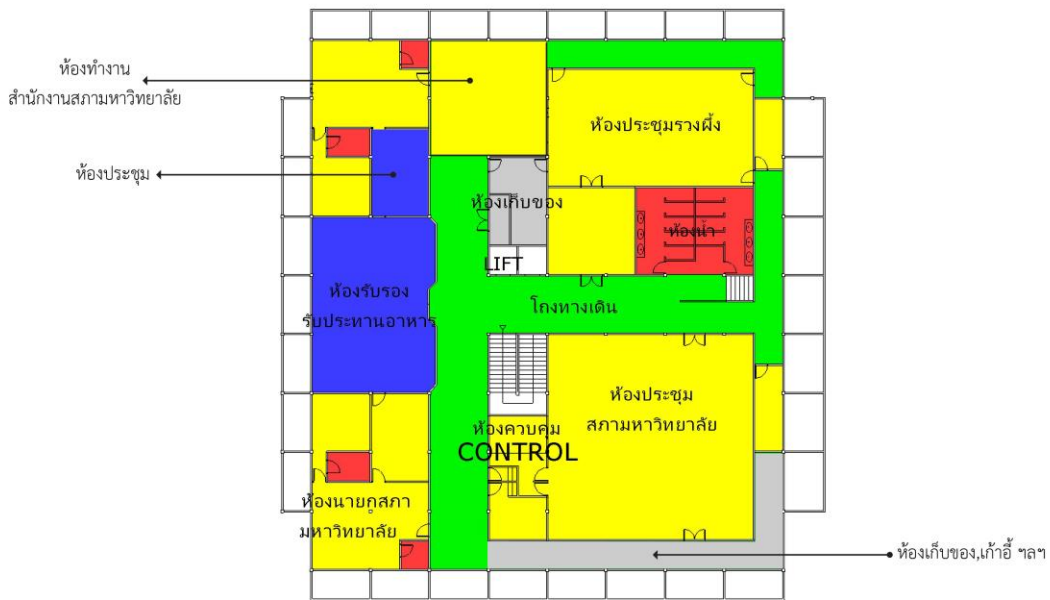 ห้องทำงาน
สำนักงานสภามหาวิทยาลัย
ห้องประชุมรวงผึ้ง
ห้องประชุม
ห้องเก็บของ
ห้องน้ำ
LIFT
ห้องรับรอง
รับประทานอาหาร
โถงทางเดิน
ห้องประชุม
สภามหาวิทยาลัย
ห้องควบคุม
CONTROL
ห้องนายกสภา
มหาวิทยาลัย
ห้องเก็บของ,เก้าอี้ ฯลฯ